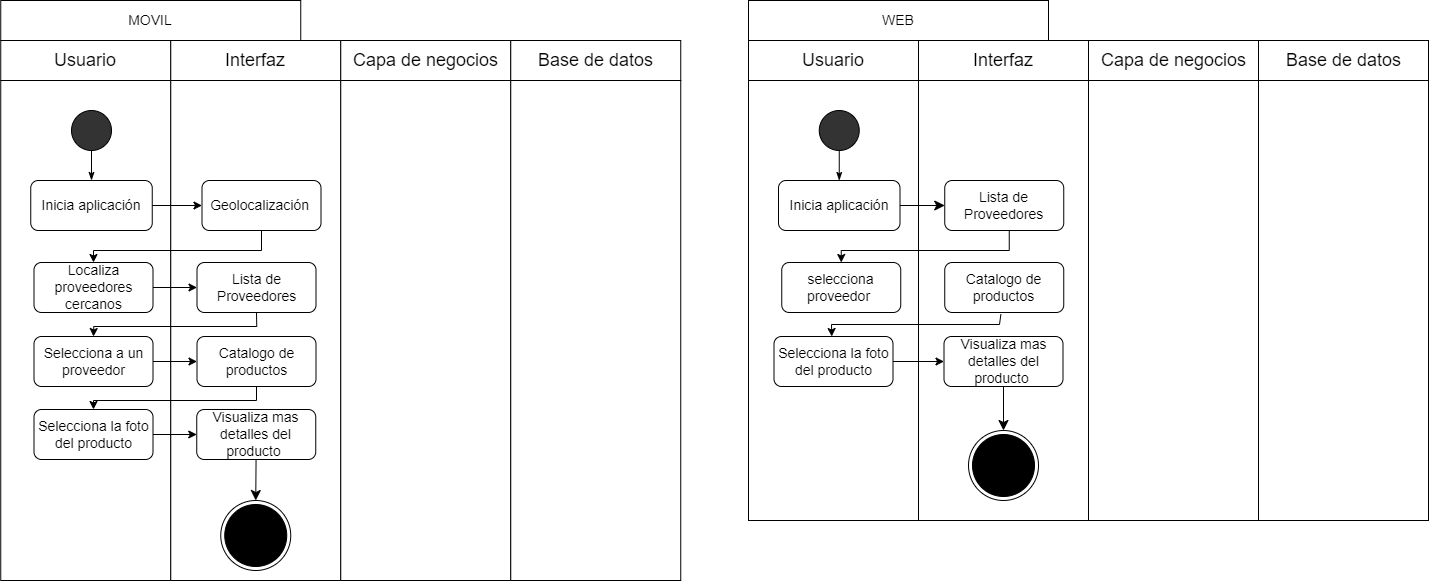 MOVIL
Usuario
Interfaz
Capa de negocios
Base de datos
Inicia aplicación
Geolocalización
Localiza
proveedores
cercanos
Lista de
Proveedores
Selecciona a un
proveedor
Catalogo de
productos
Selecciona la foto
del producto
Visualiza mas
detalles del
producto
WEB
Usuario
Interfaz
Capa de negocios
Base de datos
Inicia aplicación
Lista de
Proveedores
selecciona
proveedor
Catalogo de
productos
Selecciona la foto
del producto
Visualiza mas
detalles del
producto